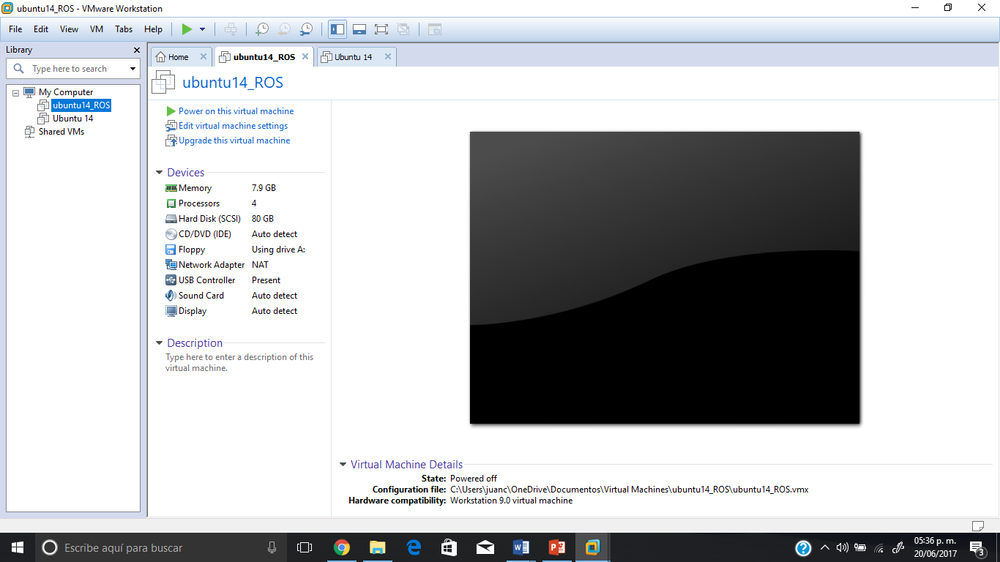 ubuntu14_ROS - VMware Workstation
File Edit View VM Tabs Help
Library
Type here to search
My Computer
ubuntu14_ROS
Ubuntu 14
Shared VMs
Home ubuntu14_ROS Ubuntu 14
ubuntu14_ROS
Power on this virtual machine
Edit virtual machine settings
Upgrade this virtual machine
Devices
Memory 7.9 GB
Processors 4
Hard Disk (SCSI) 80 GB
CD/DVD (IDE) Auto detect
Floppy Using drive A:
Network Adapter NAT
USB Controller Present
Sound Card Auto detect
Display Auto detect
Description
Type here to enter a description of this
virtual machine.
Virtual Machine Details
State: Powered off
Configuration file: C:\Users\juanc\OneDrive\Documentos\Virtual Machines\ubuntu14_ROS\ubuntu14_ROS.vmx
Hardware compatibility: Workstation 9.0 virtual machine
Escribe aquí para buscar
05:36 p. m.
20/06/2017
3